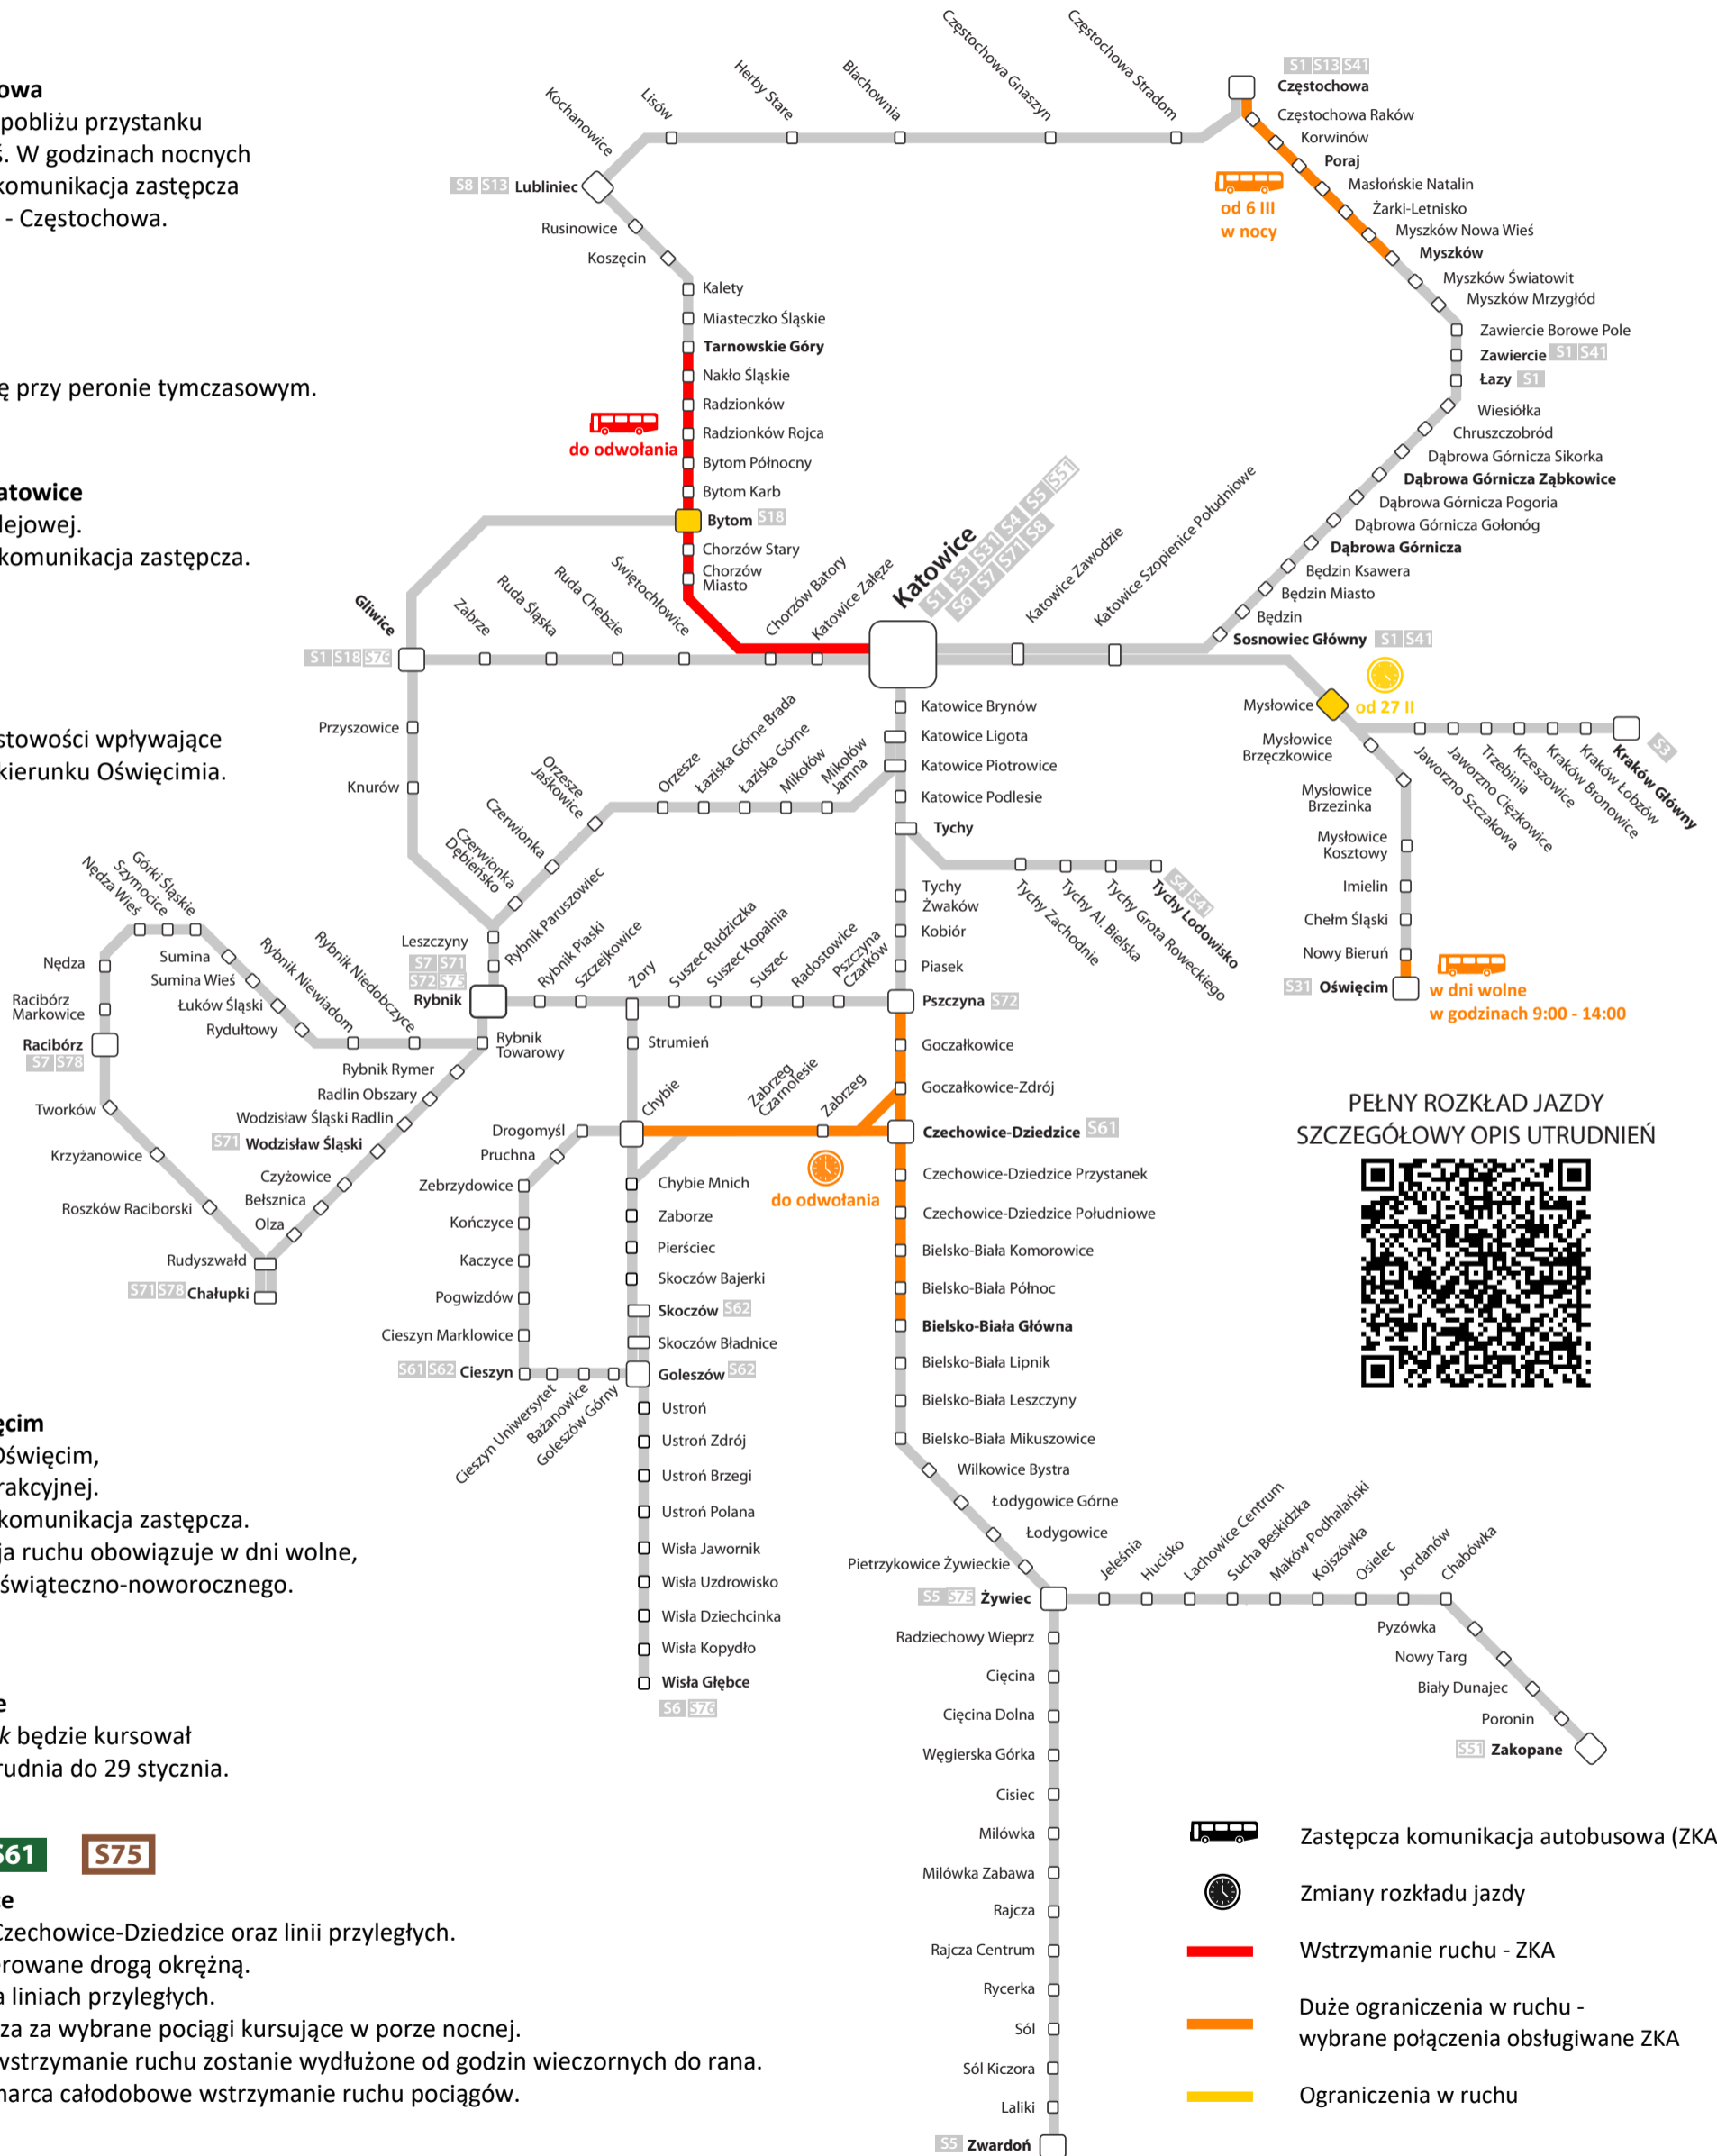 owa
pobliżu przystanku
ś. W godzinach nocnych
komunikacja zastępcza
- Częstochowa.
ę przy peronie tymczasowym.
atowice
lejowej.
komunikacja zastępcza.
stowości wpływające
kierunku Oświęcimia.
ęcim
Oświęcim,
rakcyjnej.
komunikacja zastępcza.
ja ruchu obowiązuje w dni wolne,
świąteczno-noworocznego.
e
k będzie kursował
rudnia do 29 stycznia.
S61 S75
ce
Czechowice-Dziedzice oraz linii przyległych.
erowane drogą okrężną.
a liniach przyległych.
za za wybrane pociągi kursujące w porze nocnej.
wstrzymanie ruchu zostanie wydłużone od godzin wieczornych do rana.
marca całodobowe wstrzymanie ruchu pociągów.
Kochanowice
Lisów
Herby Stare
Blachownia
Częstochowa Gnaszyn
Częstochowa Stradom
S1 S13 S41
Częstochowa
Częstochowa Raków
Korwinów
Poraj
Masłońskie Natalin
Żarki-Letnisko
Myszków Nowa Wieś
Myszków
Myszków Światowit
Myszków Mrzygłód
Zawiercie Borowe Pole
Zawiercie S1 S41
Łazy S1
Wiesiółka
Chruszczobród
Dąbrowa Górnicza Sikorka
Dąbrowa Górnicza Ząbkowice
Dąbrowa Górnicza Pogoria
Dąbrowa Górnicza Gołonóg
Dąbrowa Górnicza
Będzin Ksawera
Będzin Miasto
Będzin
Sosnowiec Główny S1 S41
od 6 III
w nocy
S8 S13 Lubliniec
Rusinowice
Koszęcin
Kalety
Miasteczko Śląskie
Tarnowskie Góry
Nakło Śląskie
Radzionków
Radzionków Rojca
Bytom Północny
Bytom Karb
Bytom S18
Chorzów Stary
Chorzów
Miasto
do odwołania
Gliwice
S1 S18 S76
Zabrze
Ruda Śląska
Ruda Chebzie
Świętochłowice
Chorzów Batory
Katowice Załęże
Katowice
S1 S3 S31 S4 S5 S51
S6 S7 S71 S8
Katowice Zawodzie
Katowice Szopienice Południowe
Mysłowice
od 27 II
Mysłowice
Brzęczkowice
Mysłowice
Brzezinka
Mysłowice
Kosztowy
Imielin
Chełm Śląski
Nowy Bieruń
S31 Oświęcim
w dni wolne
w godzinach 9:00 - 14:00
Jaworzno Szczakowa
Jaworzno Ciężkowice
Trzebinia
Krzeszowice
Kraków Bronowice
Kraków Łobzów
Kraków Główny
S3
Przyszowice
Knurów
Katowice Brynów
Katowice Ligota
Katowice Piotrowice
Katowice Podlesie
Tychy
Tychy
Żwaków
Kobiór
Piasek
Pszczyna S72
Tychy Zachodnie
Tychy Al. Bielska
Tychy Grota Roweckiego
Tychy Lodowisko
S4 S41
Mikołów
Jamna
Mikołów
Łaziska Górne
Łaziska Górne Brada
Orzesze
Orzesze
Jaśkowice
Czerwionka
Czerwionka
Dębieńsko
Leszczyny
Rybnik Paruszowiec
S7 S71
S72 S75
Rybnik
Rybnik Piaski
Szczejkowice
Żory
Suszec Rudziczka
Suszec Kopalnia
Suszec
Radostowice
Pszczyna
Czarków
Rybnik
Towarowy
Rybnik Niedobczyce
Rybnik Niewiadom
Rydułtowy
Łuków Śląski
Sumina Wieś
Sumina
Górki Śląskie
Szymocice
Nędza Wieś
Nędza
Racibórz
Markowice
Racibórz
S7 S78
Tworków
Krzyżanowice
Roszków Raciborski
Rudyszwałd
S71 S78 Chałupki
Rybnik Rymer
Radlin Obszary
Wodzisław Śląski Radlin
S71 Wodzisław Śląski
Czyżowice
Bełsznica
Olza
Strumień
Chybie
Zabrzeg
Czarnolesie
Zabrzeg
do odwołania
Drogomyśl
Pruchna
Zebrzydowice
Kończyce
Kaczyce
Pogwizdów
Cieszyn Marklowice
S61 S62 Cieszyn
Cieszyn Uniwersytet
Bażanowice
Goleszów Górny
Chybie Mnich
Zaborze
Pierściec
Skoczów Bajerki
Skoczów S62
Skoczów Bładnice
Goleszów S62
Ustroń
Ustroń Zdrój
Ustroń Brzegi
Ustroń Polana
Wisła Jawornik
Wisła Uzdrowisko
Wisła Dziechcinka
Wisła Kopydło
Wisła Głębce
S6 S76
Goczałkowice
Goczałkowice-Zdrój
Czechowice-Dziedzice S61
Czechowice-Dziedzice Przystanek
Czechowice-Dziedzice Południowe
Bielsko-Biała Komorowice
Bielsko-Biała Północ
Bielsko-Biała Główna
Bielsko-Biała Lipnik
Bielsko-Biała Leszczyny
Bielsko-Biała Mikuszowice
Wilkowice Bystra
Łodygowice Górne
Łodygowice
Pietrzykowice Żywieckie
S5 S75 Żywiec
Jeleśnia
Hucisko
Lachowice Centrum
Sucha Beskidzka
Maków Podhalański
Kojszówka
Osielec
Jordanów
Chabówka
Pyzówka
Nowy Targ
Biały Dunajec
Poronin
S51 Zakopane
Radziechowy Wieprz
Cięcina
Cięcina Dolna
Węgierska Górka
Cisiec
Milówka
Milówka Zabawa
Rajcza
Rajcza Centrum
Rycerka
Sól
Sól Kiczora
Laliki
S5 Zwardoń
PEŁNY ROZKŁAD JAZDY
SZCZEGÓŁOWY OPIS UTRUDNIEŃ
Zastępcza komunikacja autobusowa (ZKA
Zmiany rozkładu jazdy
Wstrzymanie ruchu - ZKA
Duże ograniczenia w ruchu -
wybrane połączenia obsługiwane ZKA
Ograniczenia w ruchu